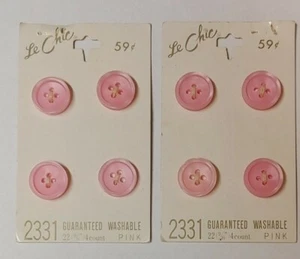 Le Chic
59¢
2331 GUARANTEED WASHABLE
PINK
Le Chic
59¢
2331 GUARANTEED WASHABLE
PINK